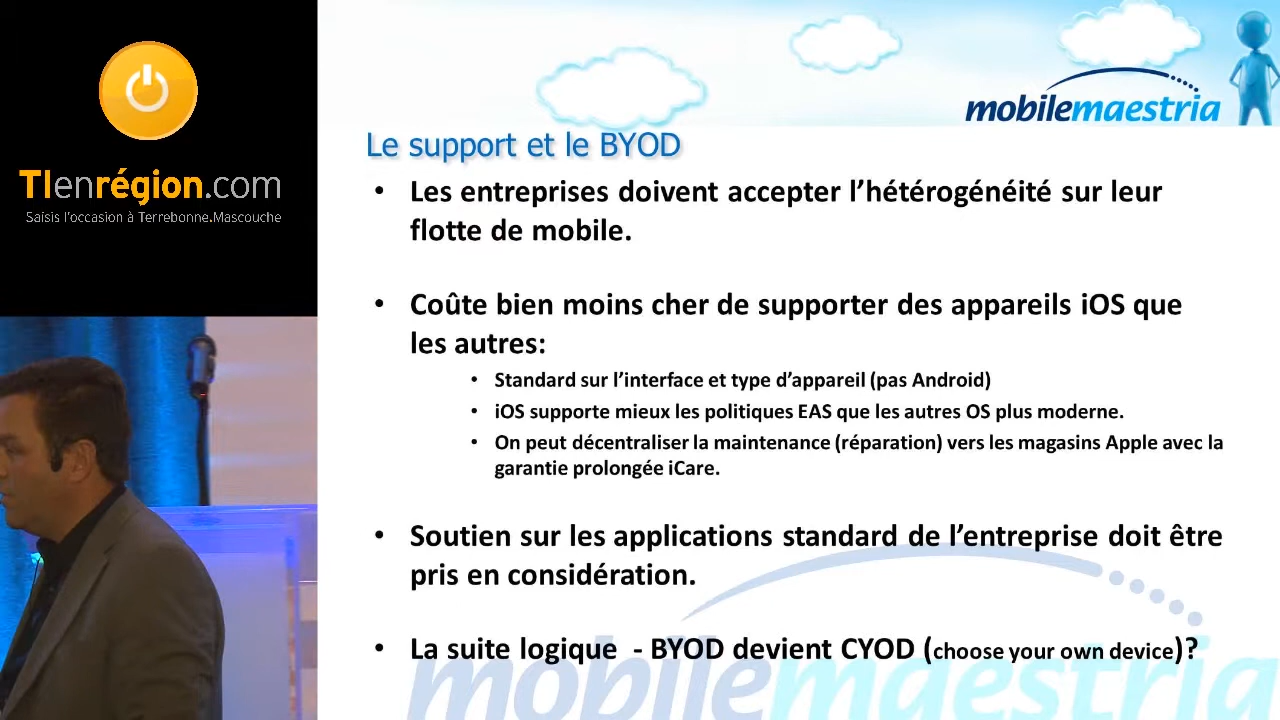 TIenrégion.com
Saisis l'occasion à Terrebonne.Mascouche
mobilemaestria
Le support et le BYOD
• Les entreprises doivent accepter l’hétérogénéité sur leur
flotte de mobile.
• Coûte bien moins cher de supporter des appareils iOS que
les autres:
• Standard sur l’interface et type d’appareil (pas Android)
• iOS supporte mieux les politiques EAS que les autres OS plus moderne.
• On peut décentraliser la maintenance (réparation) vers les magasins Apple avec la
garantie prolongée iCare.
• Soutien sur les applications standard de l’entreprise doit être
pris en considération.
• La suite logique - BYOD devient CYOD (choose your own device)?
mobilemaestria